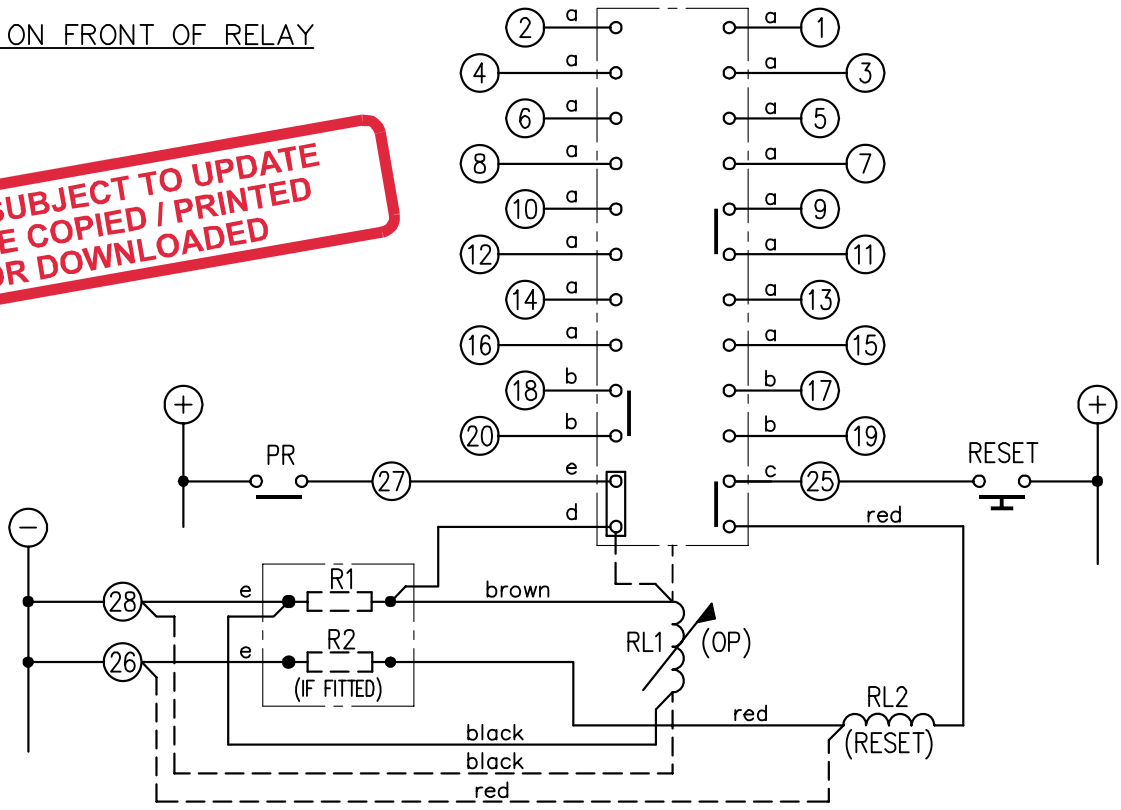 ON FRONT OF RELAY
SUBJECT TO UPDATE
COPIED / PRINTED
DOWNLOADED
2 a a 1
4 a a 3
6 a a 5
8 a a 7
10 a a 9
12 a a 11
14 a a 13
16 a a 15
18 b b 17
20 b b 19
+ +
PR 27 e c 25 RESET
d red
−
28 e R1 brown
RL1 (OP)
26 e R2
(IF FITTED)
red RL2
(RESET)
black
black
red